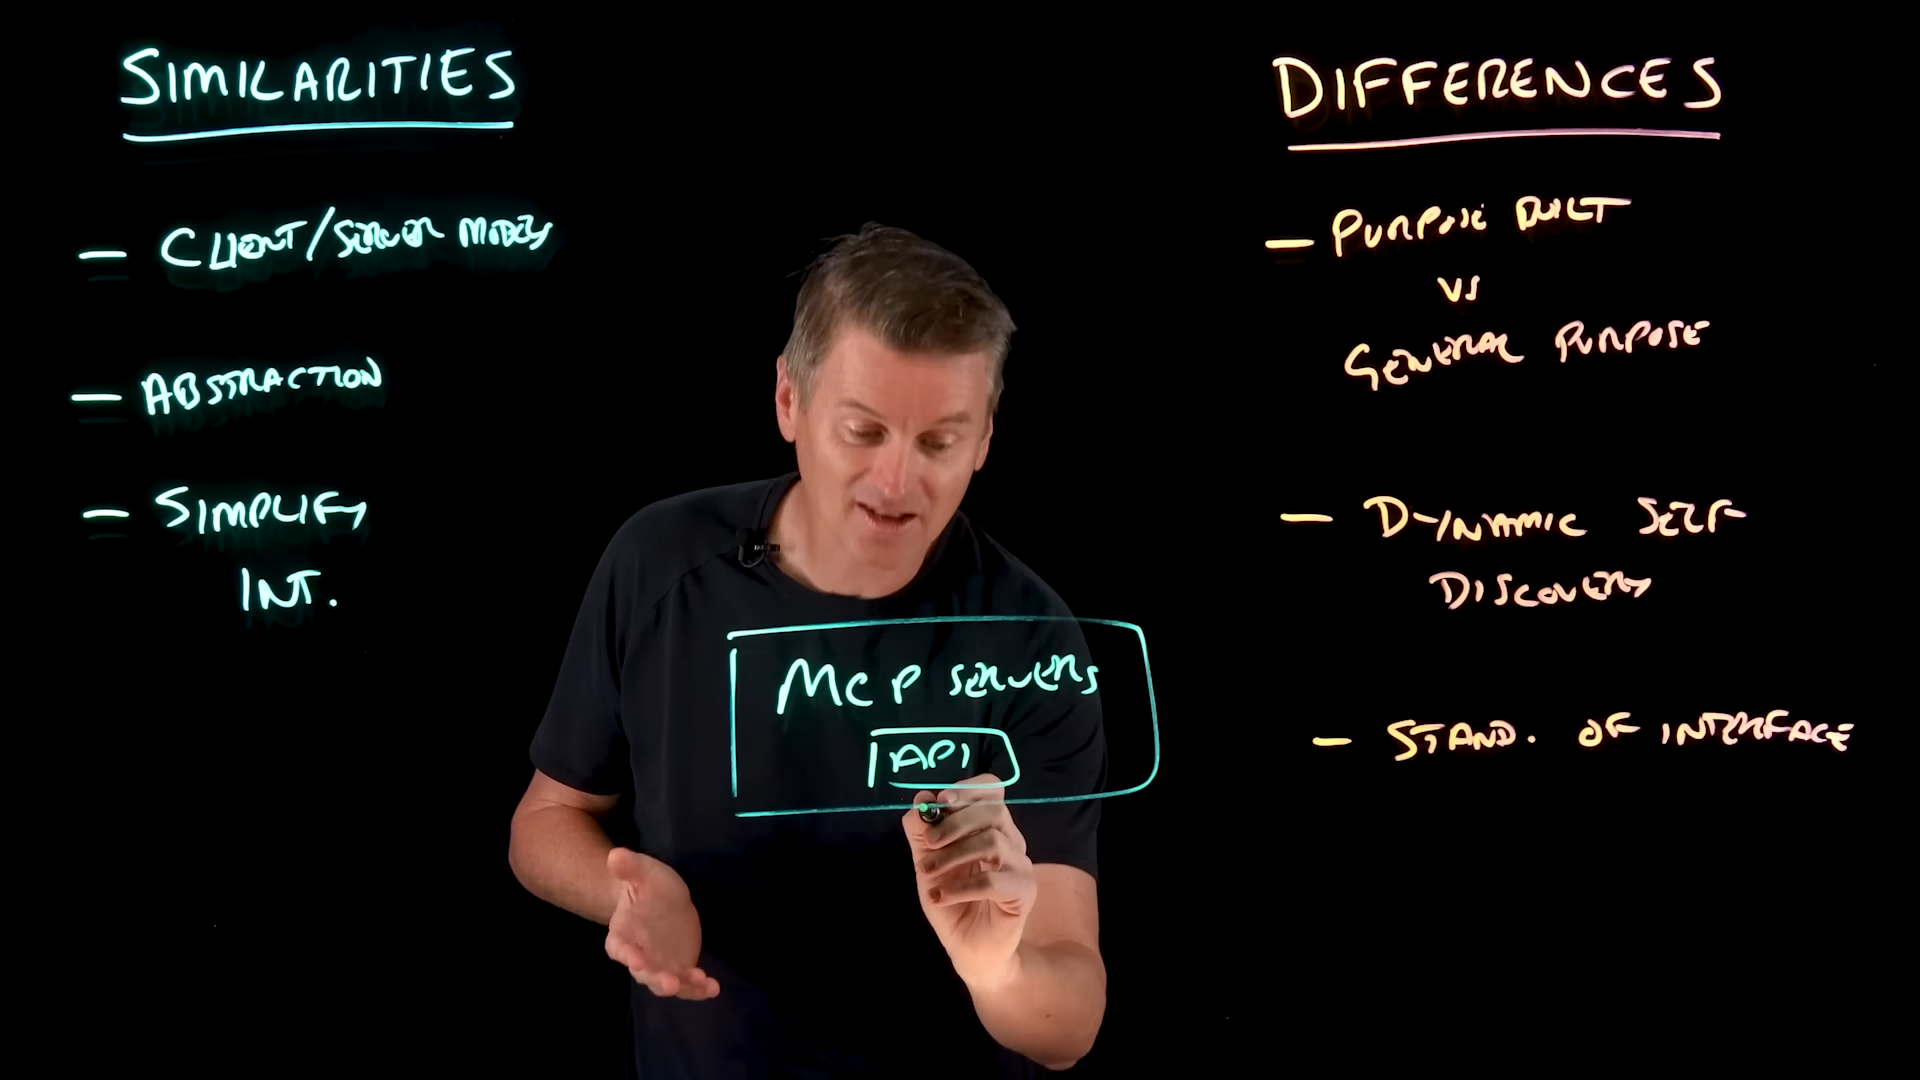 SIMILARITIES
- CLIENT/SERVER MODELS
- ABSTRACTION
- SIMPLIFY
INT.
MCP SERVERS
API
DIFFERENCES
- PURPOSE BUILT
VS
GENERAL PURPOSE
- DYNAMIC SELF
DISCOVERY
- STAND. OF INTERFACE